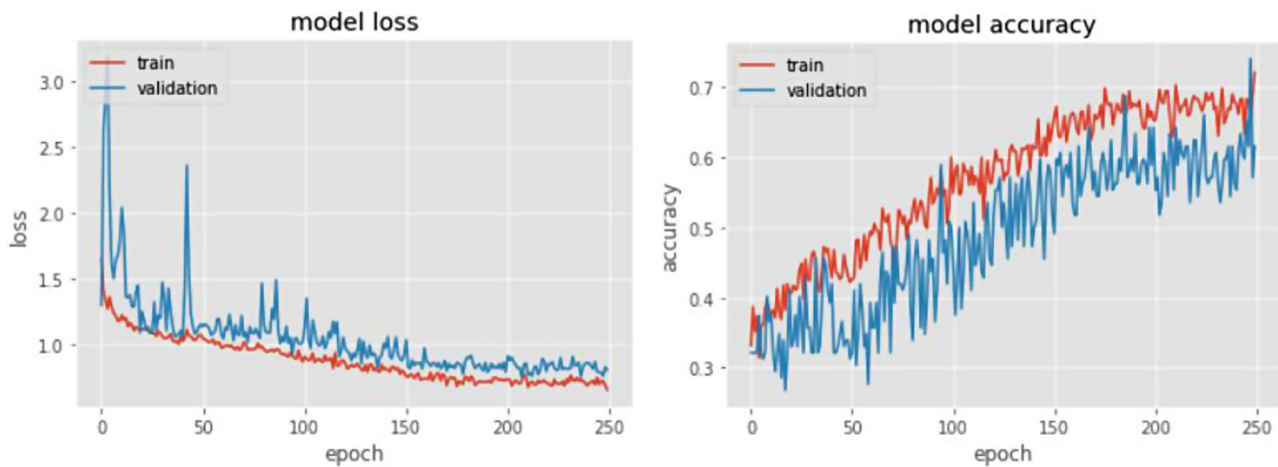 model loss
train
validation
3.0
2.5
2.0
1.5
1.0
loss
0
50
100
150
200
250
epoch
model accuracy
train
validation
0.7
0.6
0.5
0.4
0.3
accuracy
0
50
100
150
200
250
epoch